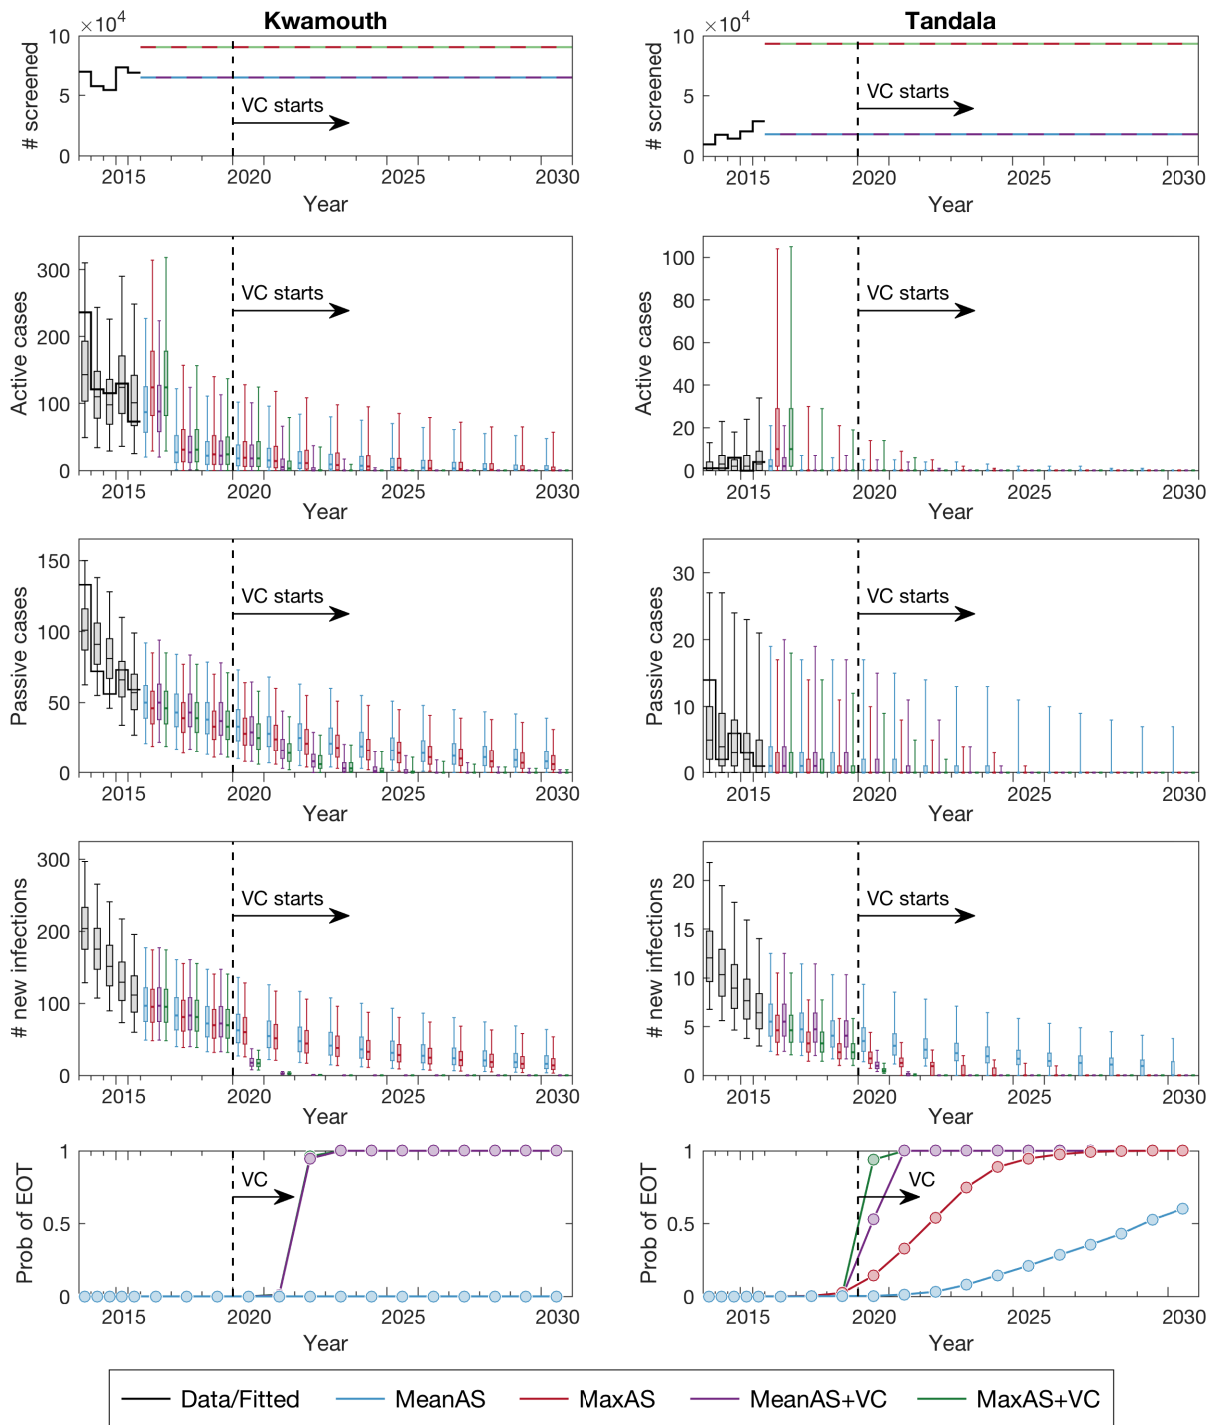 Kwamouth
×10⁴
10
5
0
# screened
VC starts
2015
2020
2025
2030
Year
Tandala
×10⁴
10
5
0
# screened
VC starts
2015
2020
2025
2030
Year
300
200
100
0
Active cases
VC starts
2015
2020
2025
2030
Year
100
80
60
40
20
0
Active cases
VC starts
2015
2020
2025
2030
Year
150
100
50
0
Passive cases
VC starts
2015
2020
2025
2030
Year
30
20
10
0
Passive cases
VC starts
2015
2020
2025
2030
Year
300
200
100
0
# new infections
VC starts
2015
2020
2025
2030
Year
20
15
10
5
0
# new infections
VC starts
2015
2020
2025
2030
Year
1
0.5
0
Prob of EOT
VC
2015
2020
2025
2030
Year
1
0.5
0
Prob of EOT
VC
2015
2020
2025
2030
Year
Data/Fitted MeanAS MaxAS MeanAS+VC MaxAS+VC